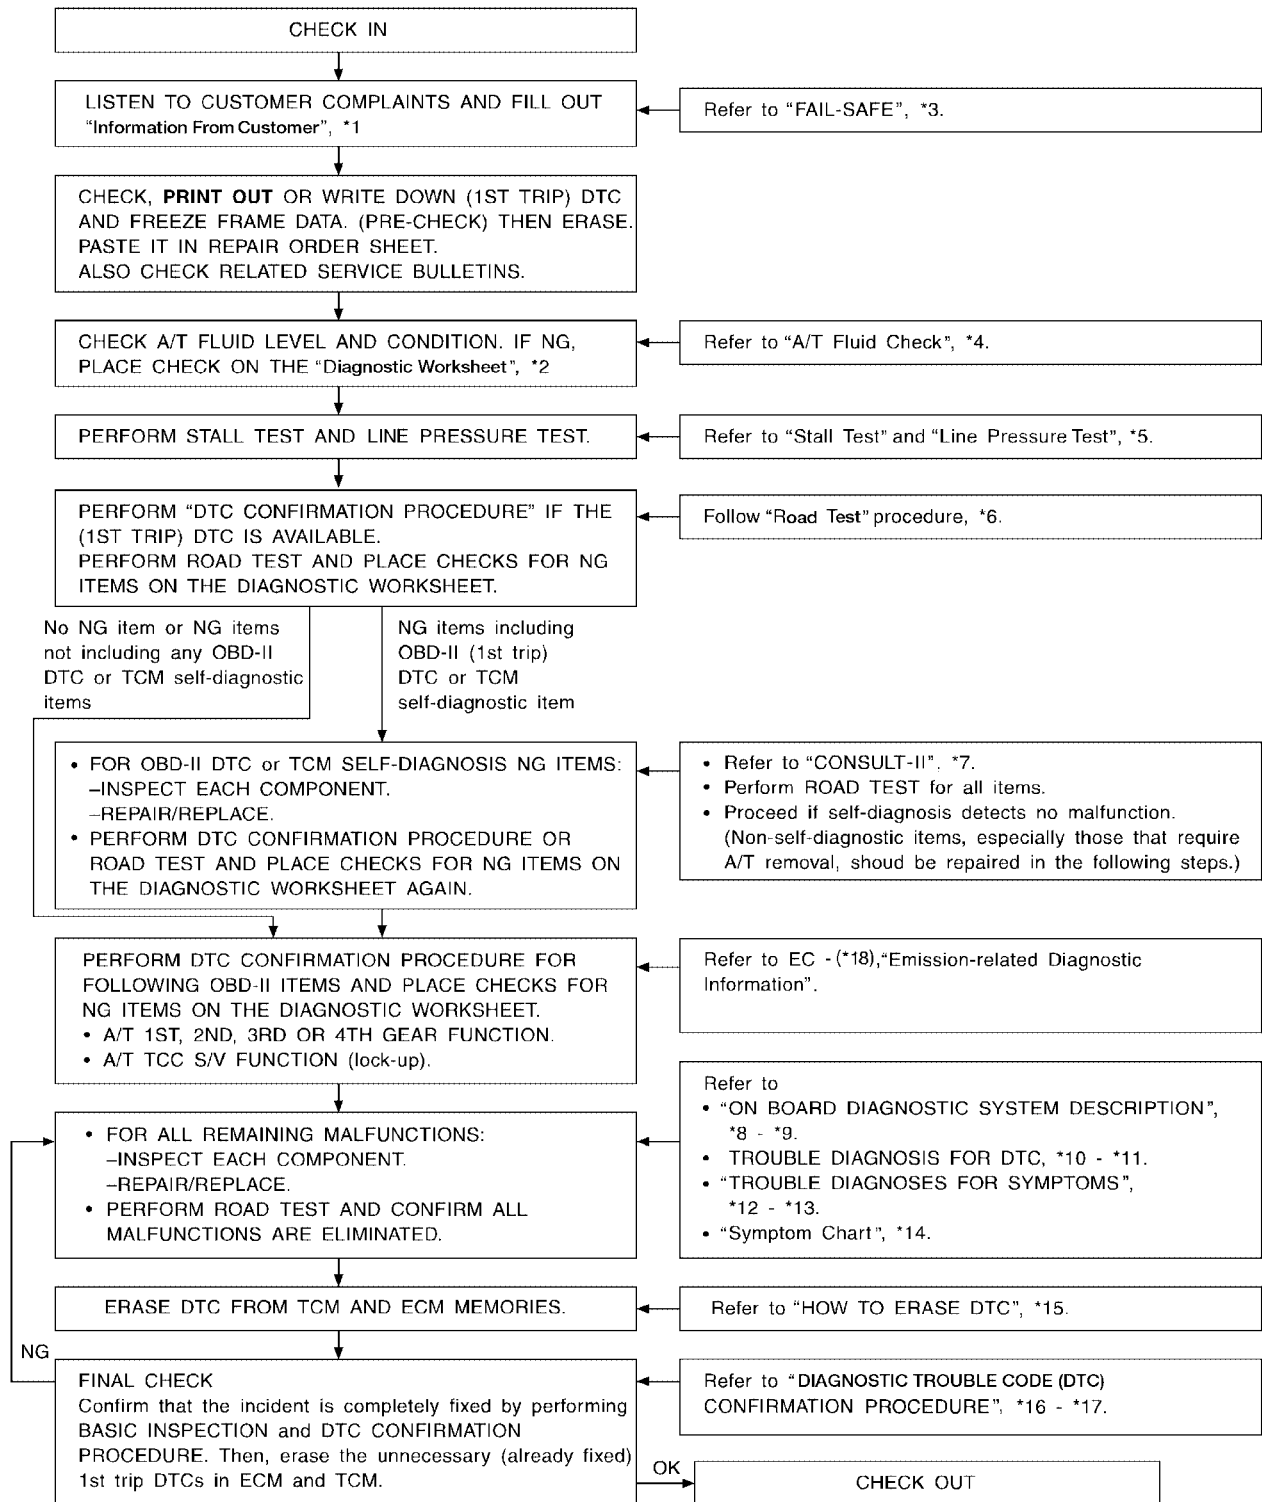 CHECK IN
LISTEN TO CUSTOMER COMPLAINTS AND FILL OUT
“Information From Customer”, *1
Refer to “FAIL-SAFE”, *3.
CHECK, PRINT OUT OR WRITE DOWN (1ST TRIP) DTC
AND FREEZE FRAME DATA. (PRE-CHECK) THEN ERASE.
PASTE IT IN REPAIR ORDER SHEET.
ALSO CHECK RELATED SERVICE BULLETINS.
CHECK A/T FLUID LEVEL AND CONDITION. IF NG,
PLACE CHECK ON THE “Diagnostic Worksheet”, *2
Refer to “A/T Fluid Check”, *4.
PERFORM STALL TEST AND LINE PRESSURE TEST.
Refer to “Stall Test” and “Line Pressure Test”, *5.
PERFORM “DTC CONFIRMATION PROCEDURE” IF THE
(1ST TRIP) DTC IS AVAILABLE.
PERFORM ROAD TEST AND PLACE CHECKS FOR NG
ITEMS ON THE DIAGNOSTIC WORKSHEET.
Follow “Road Test” procedure, *6.
No NG item or NG items
not including any OBD-II
DTC or TCM self-diagnostic
items
NG items including
OBD-II (1st trip)
DTC or TCM
self-diagnostic item
• FOR OBD-II DTC or TCM SELF-DIAGNOSIS NG ITEMS:
–INSPECT EACH COMPONENT.
–REPAIR/REPLACE.
• PERFORM DTC CONFIRMATION PROCEDURE OR
ROAD TEST AND PLACE CHECKS FOR NG ITEMS ON
THE DIAGNOSTIC WORKSHEET AGAIN.
• Refer to “CONSULT-II”, *7.
• Perform ROAD TEST for all items.
• Proceed if self-diagnosis detects no malfunction.
(Non-self-diagnostic items, especially those that require
A/T removal, shoud be repaired in the following steps.)
PERFORM DTC CONFIRMATION PROCEDURE FOR
FOLLOWING OBD-II ITEMS AND PLACE CHECKS FOR
NG ITEMS ON THE DIAGNOSTIC WORKSHEET.
• A/T 1ST, 2ND, 3RD OR 4TH GEAR FUNCTION.
• A/T TCC S/V FUNCTION (lock-up).
Refer to EC - (*18),“Emission-related Diagnostic
Information”.
• FOR ALL REMAINING MALFUNCTIONS:
–INSPECT EACH COMPONENT.
–REPAIR/REPLACE.
• PERFORM ROAD TEST AND CONFIRM ALL
MALFUNCTIONS ARE ELIMINATED.
Refer to
• “ON BOARD DIAGNOSTIC SYSTEM DESCRIPTION”,
*8 - *9.
• TROUBLE DIAGNOSIS FOR DTC, *10 - *11.
• “TROUBLE DIAGNOSES FOR SYMPTOMS”,
*12 - *13.
• “Symptom Chart”, *14.
ERASE DTC FROM TCM AND ECM MEMORIES.
Refer to “HOW TO ERASE DTC”, *15.
NG
FINAL CHECK
Confirm that the incident is completely fixed by performing
BASIC INSPECTION and DTC CONFIRMATION
PROCEDURE. Then, erase the unnecessary (already fixed)
1st trip DTCs in ECM and TCM.
Refer to “DIAGNOSTIC TROUBLE CODE (DTC)
CONFIRMATION PROCEDURE”, *16 - *17.
OK
CHECK OUT